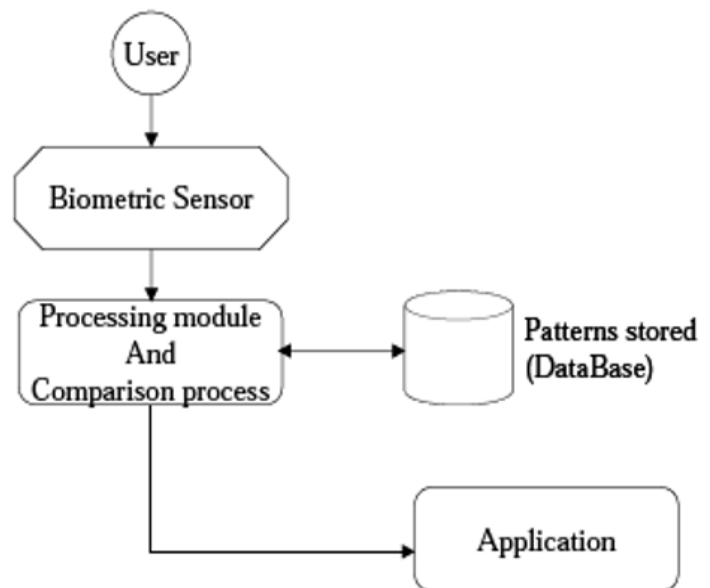 User
Biometric Sensor
Processing module
And
Comparison process
Patterns stored
(DataBase)
Application